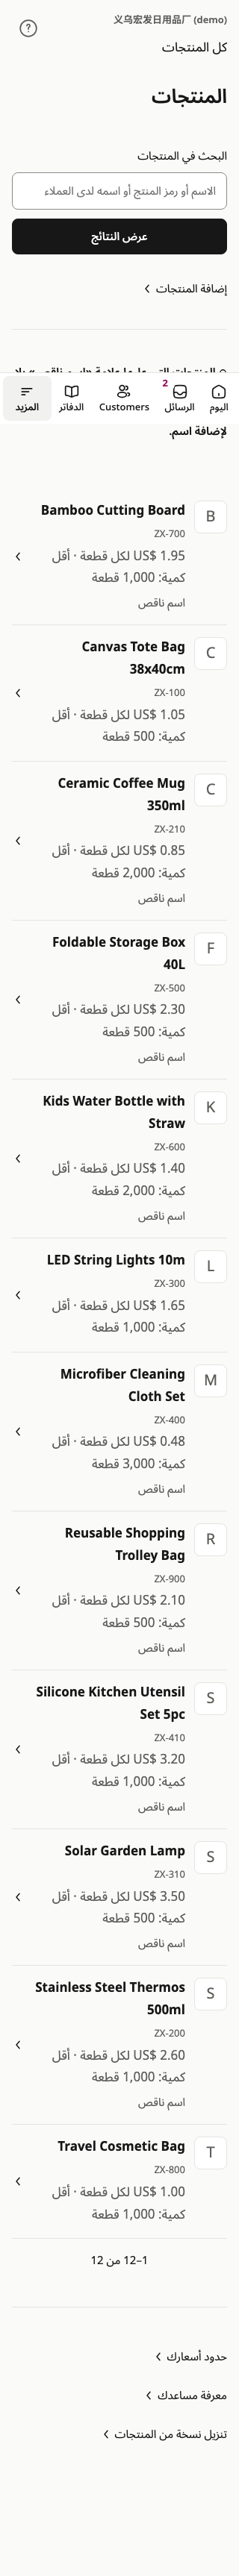 义乌宏发日用品厂 (demo)
كل المنتجات
المنتجات
البحث في المنتجات
الاسم أو رمز المنتج أو اسمه لدى العملاء
عرض النتائج
إضافة المنتجات
اليوم
الرسائل
2
Customers
الدفاتر
المزيد
لإضافة اسم.
B
Bamboo Cutting Board
ZX-700
US$ 1.95 لكل قطعة · أقل
كمية: 1,000 قطعة
اسم ناقص
C
Canvas Tote Bag
38x40cm
ZX-100
US$ 1.05 لكل قطعة · أقل
كمية: 500 قطعة
C
Ceramic Coffee Mug
350ml
ZX-210
US$ 0.85 لكل قطعة · أقل
كمية: 2,000 قطعة
اسم ناقص
F
Foldable Storage Box
40L
ZX-500
US$ 2.30 لكل قطعة · أقل
كمية: 500 قطعة
اسم ناقص
K
Kids Water Bottle with
Straw
ZX-600
US$ 1.40 لكل قطعة · أقل
كمية: 2,000 قطعة
اسم ناقص
L
LED String Lights 10m
ZX-300
US$ 1.65 لكل قطعة · أقل
كمية: 1,000 قطعة
M
Microfiber Cleaning
Cloth Set
ZX-400
US$ 0.48 لكل قطعة · أقل
كمية: 3,000 قطعة
اسم ناقص
R
Reusable Shopping
Trolley Bag
ZX-900
US$ 2.10 لكل قطعة · أقل
كمية: 500 قطعة
اسم ناقص
S
Silicone Kitchen Utensil
Set 5pc
ZX-410
US$ 3.20 لكل قطعة · أقل
كمية: 1,000 قطعة
اسم ناقص
S
Solar Garden Lamp
ZX-310
US$ 3.50 لكل قطعة · أقل
كمية: 500 قطعة
اسم ناقص
S
Stainless Steel Thermos
500ml
ZX-200
US$ 2.60 لكل قطعة · أقل
كمية: 1,000 قطعة
اسم ناقص
T
Travel Cosmetic Bag
ZX-800
US$ 1.00 لكل قطعة · أقل
كمية: 1,000 قطعة
1–12 من 12
حدود أسعارك
معرفة مساعدك
تنزيل نسخة من المنتجات